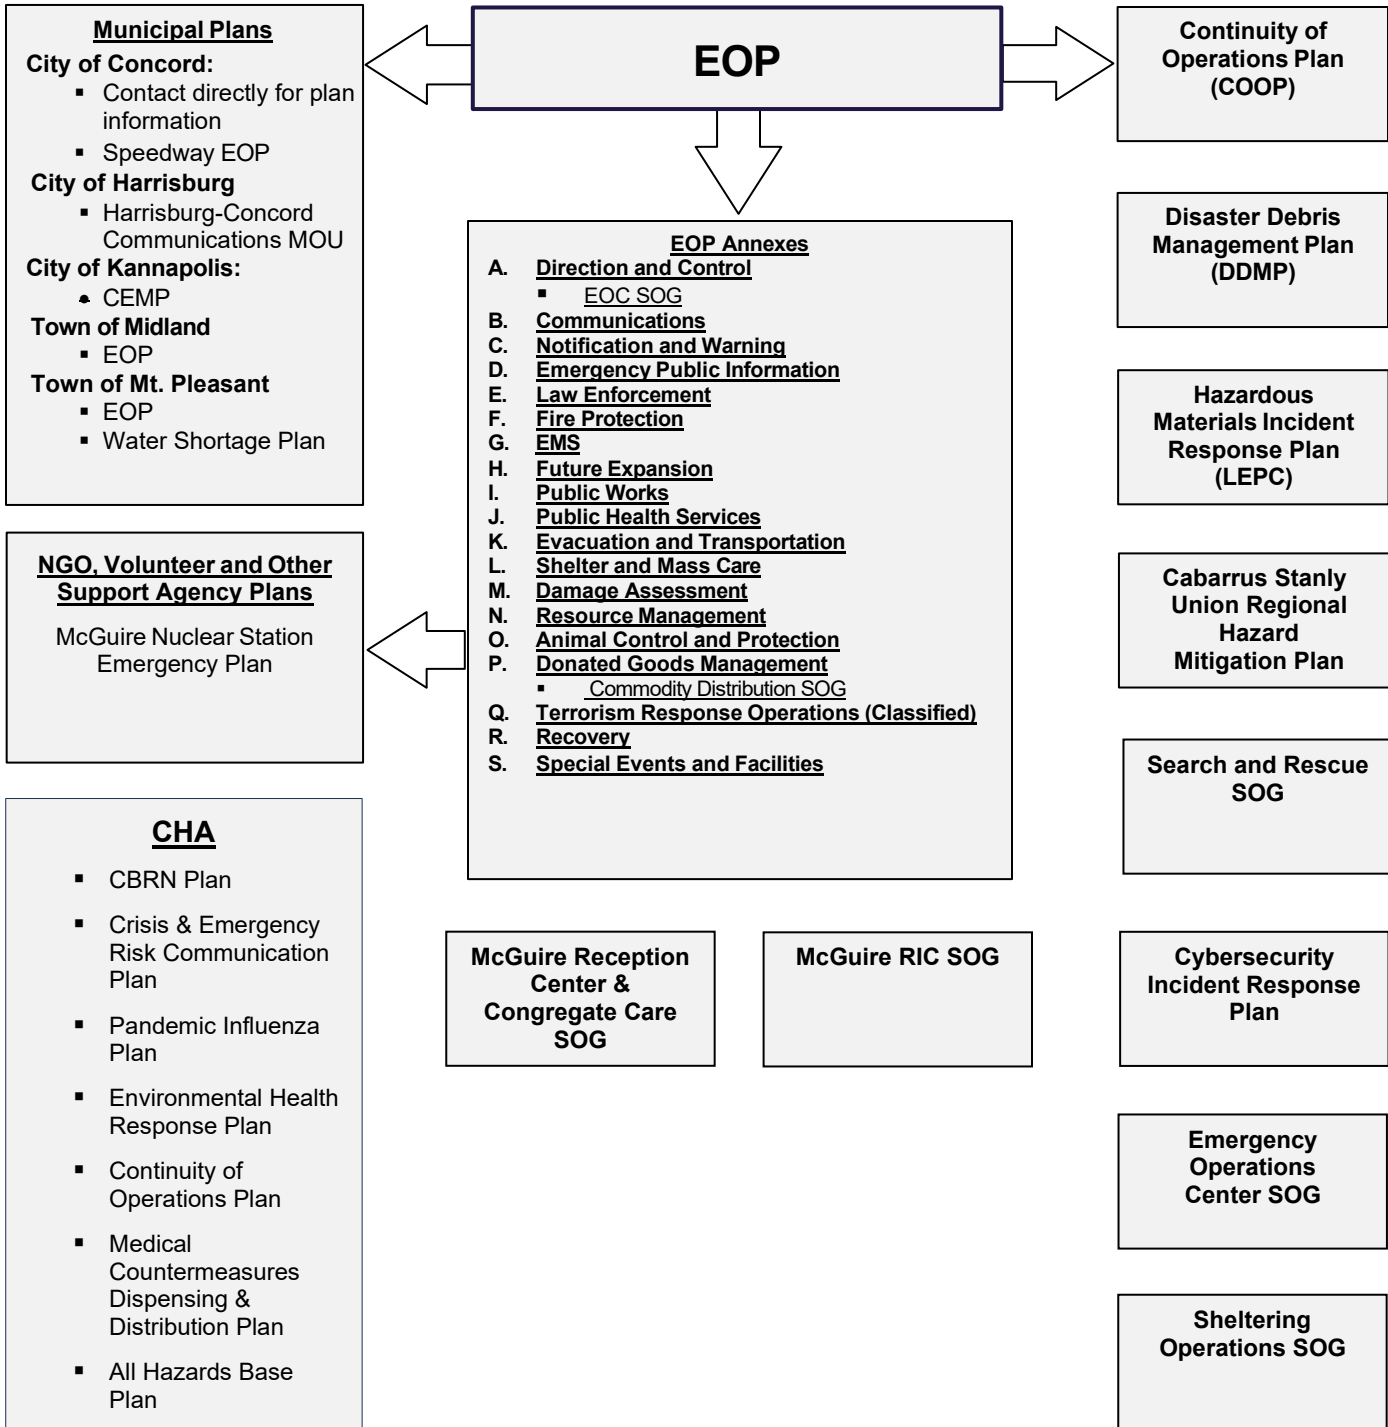 Municipal Plans
City of Concord:
▪ Contact directly for plan
information
▪ Speedway EOP
City of Harrisburg
▪ Harrisburg-Concord
Communications MOU
City of Kannapolis:
• CEMP
Town of Midland
▪ EOP
Town of Mt. Pleasant
▪ EOP
▪ Water Shortage Plan
NGO, Volunteer and Other
Support Agency Plans
McGuire Nuclear Station
Emergency Plan
CHA
▪ CBRN Plan
▪ Crisis & Emergency
Risk Communication
Plan
▪ Pandemic Influenza
Plan
▪ Environmental Health
Response Plan
▪ Continuity of
Operations Plan
▪ Medical
Countermeasures
Dispensing &
Distribution Plan
▪ All Hazards Base
Plan
EOP
EOP Annexes
A. Direction and Control
▪ EOC SOG
B. Communications
C. Notification and Warning
D. Emergency Public Information
E. Law Enforcement
F. Fire Protection
G. EMS
H. Future Expansion
I. Public Works
J. Public Health Services
K. Evacuation and Transportation
L. Shelter and Mass Care
M. Damage Assessment
N. Resource Management
O. Animal Control and Protection
P. Donated Goods Management
▪ Commodity Distribution SOG
Q. Terrorism Response Operations (Classified)
R. Recovery
S. Special Events and Facilities
McGuire Reception
Center &
Congregate Care
SOG
McGuire RIC SOG
Continuity of
Operations Plan
(COOP)
Disaster Debris
Management Plan
(DDMP)
Hazardous
Materials Incident
Response Plan
(LEPC)
Cabarrus Stanly
Union Regional
Hazard
Mitigation Plan
Search and Rescue
SOG
Cybersecurity
Incident Response
Plan
Emergency
Operations
Center SOG
Sheltering
Operations SOG